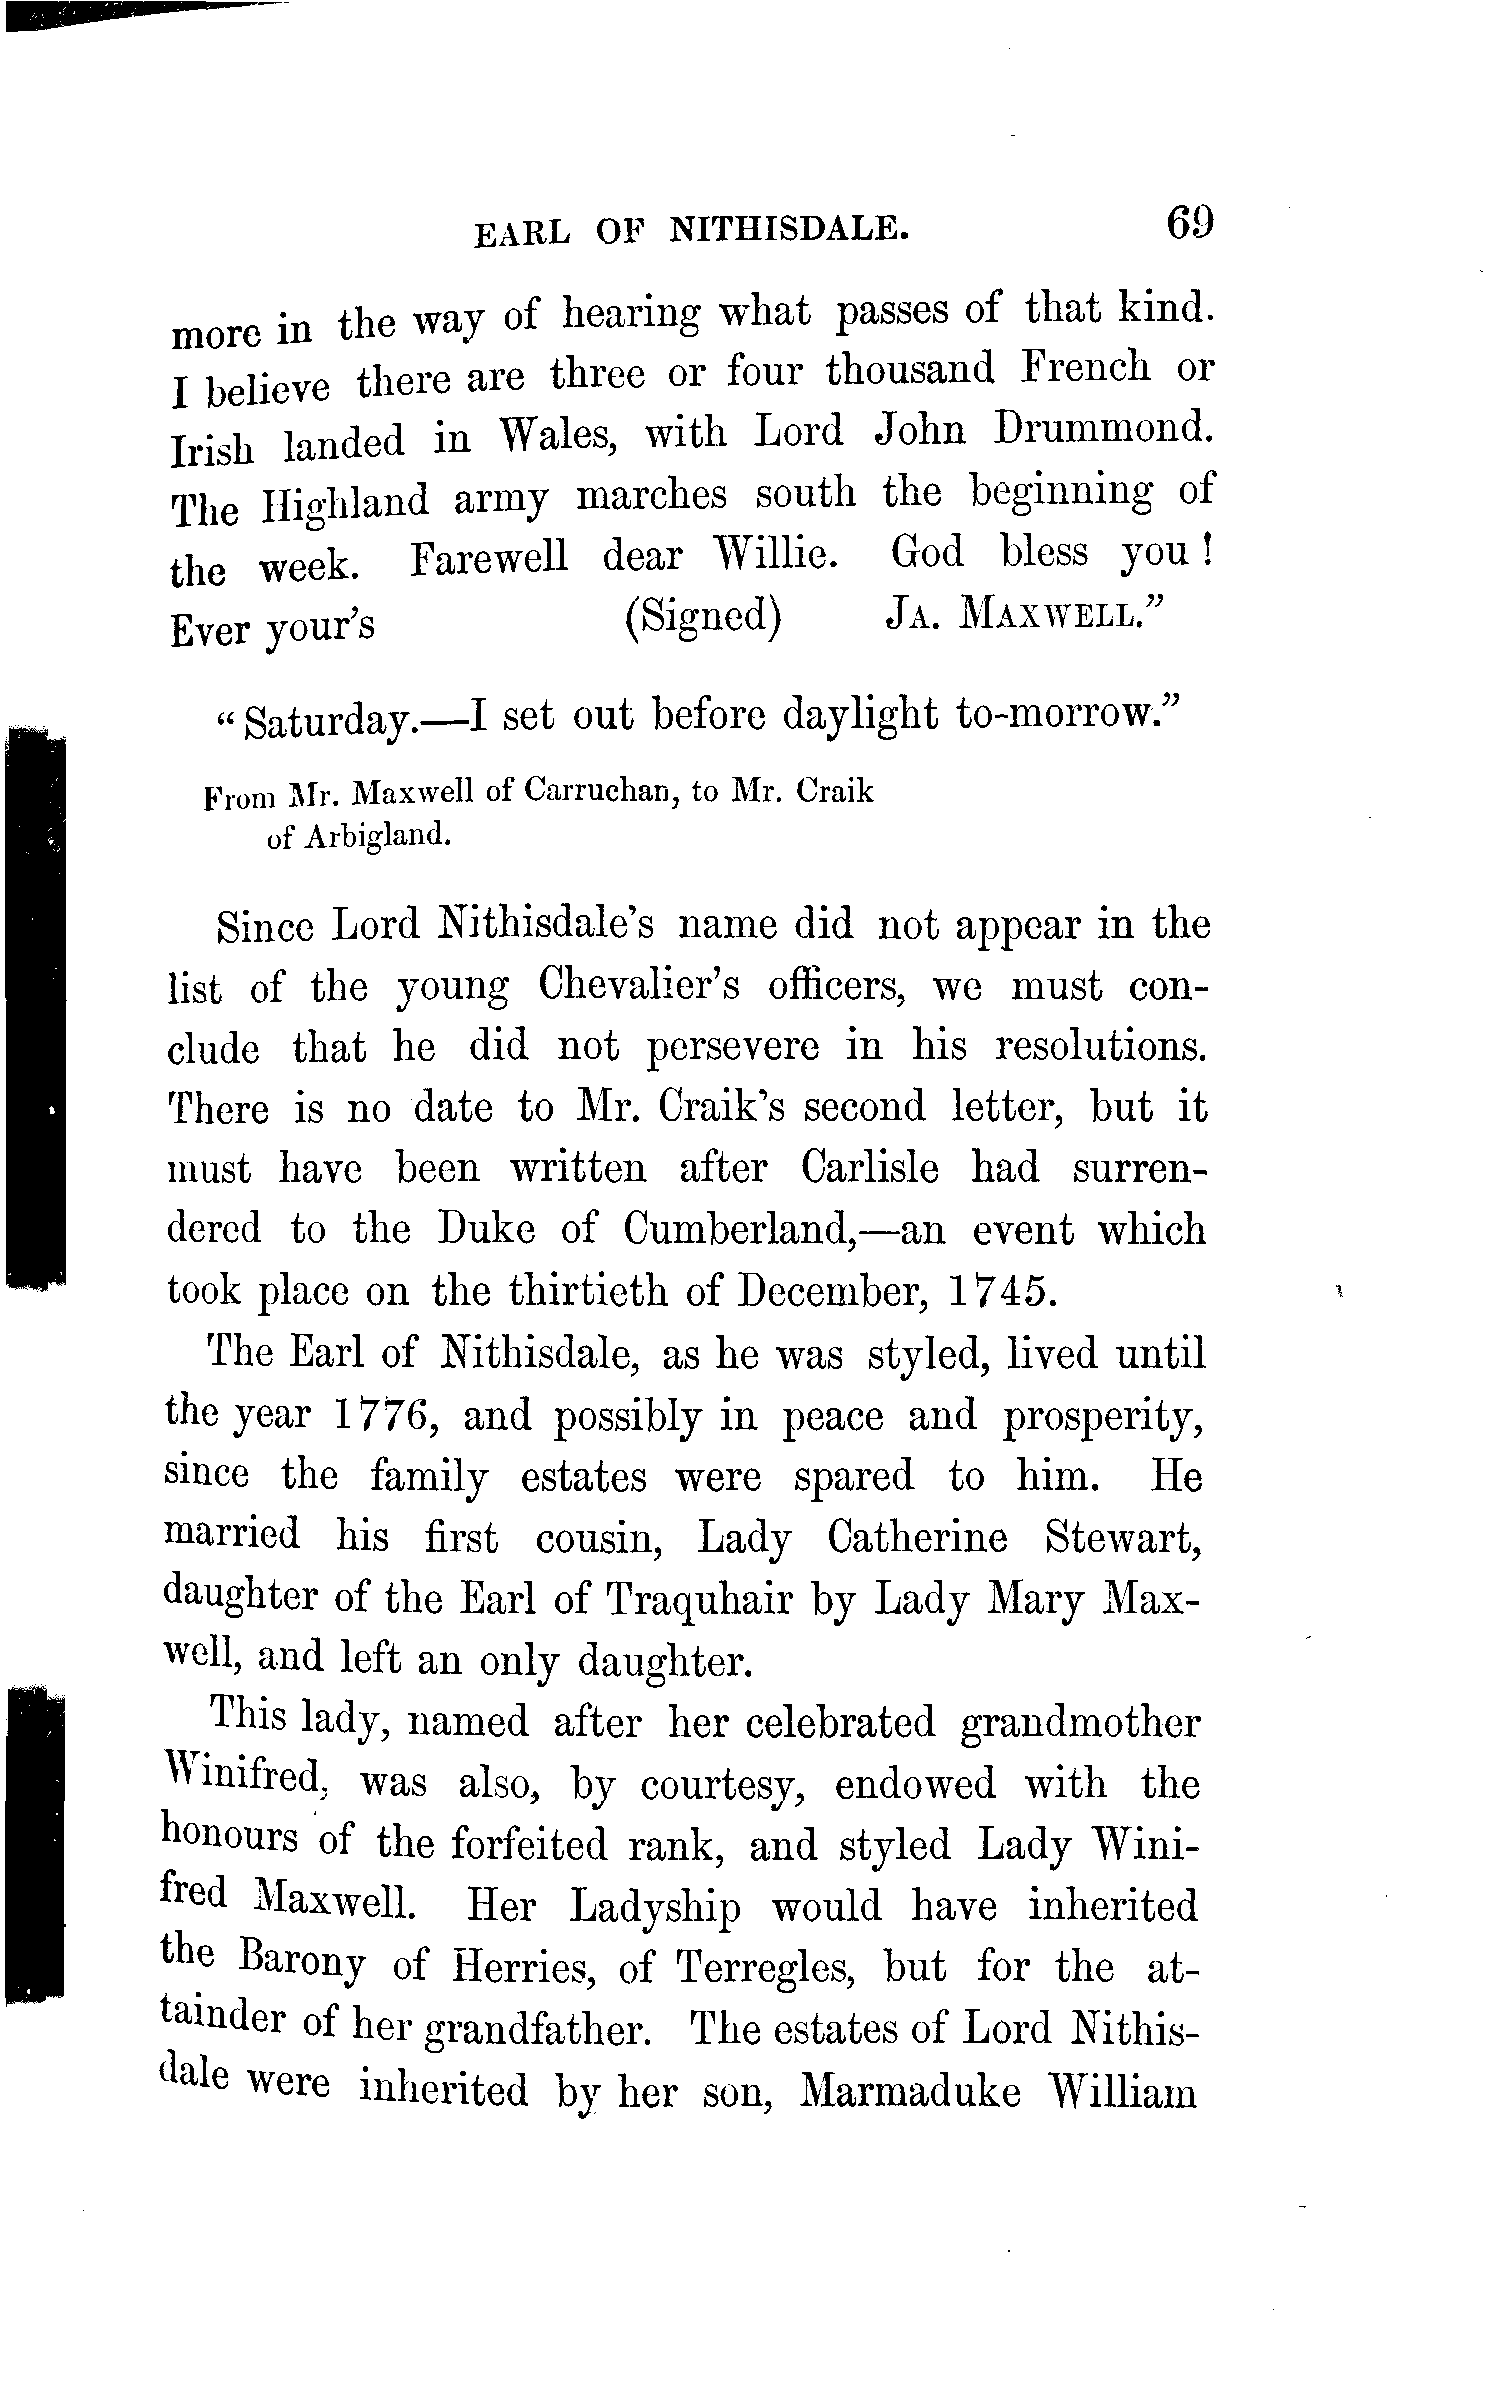 EARL OF NITHISDALE. 69
more in the way of hearing what passes of that kind.
I believe there are three or four thousand French or
Irish landed in Wales, with Lord John Drummond.
The Highland army marches south the beginning of
the week. Farewell dear Willie. God bless you!
Ever your's (Signed) JA. MAXWELL."
"Saturday.—I set out before daylight to-morrow."
From Mr. Maxwell of Carruchan, to Mr. Craik
of Arbigland.
Since Lord Nithisdale's name did not appear in the
list of the young Chevalier's officers, we must con-
clude that he did not persevere in his resolutions.
There is no date to Mr. Craik's second letter, but it
must have been written after Carlisle had surren-
dered to the Duke of Cumberland,—an event which
took place on the thirtieth of December, 1745.
The Earl of Nithisdale, as he was styled, lived until
the year 1776, and possibly in peace and prosperity,
since the family estates were spared to him. He
married his first cousin, Lady Catherine Stewart,
daughter of the Earl of Traquhair by Lady Mary Max-
well, and left an only daughter.
This lady, named after her celebrated grandmother
Winifred, was also, by courtesy, endowed with the
honours of the forfeited rank, and styled Lady Wini-
fred Maxwell. Her Ladyship would have inherited
the Barony of Herries, of Terregles, but for the at-
tainder of her grandfather. The estates of Lord Nithis-
dale were inherited by her son, Marmaduke William